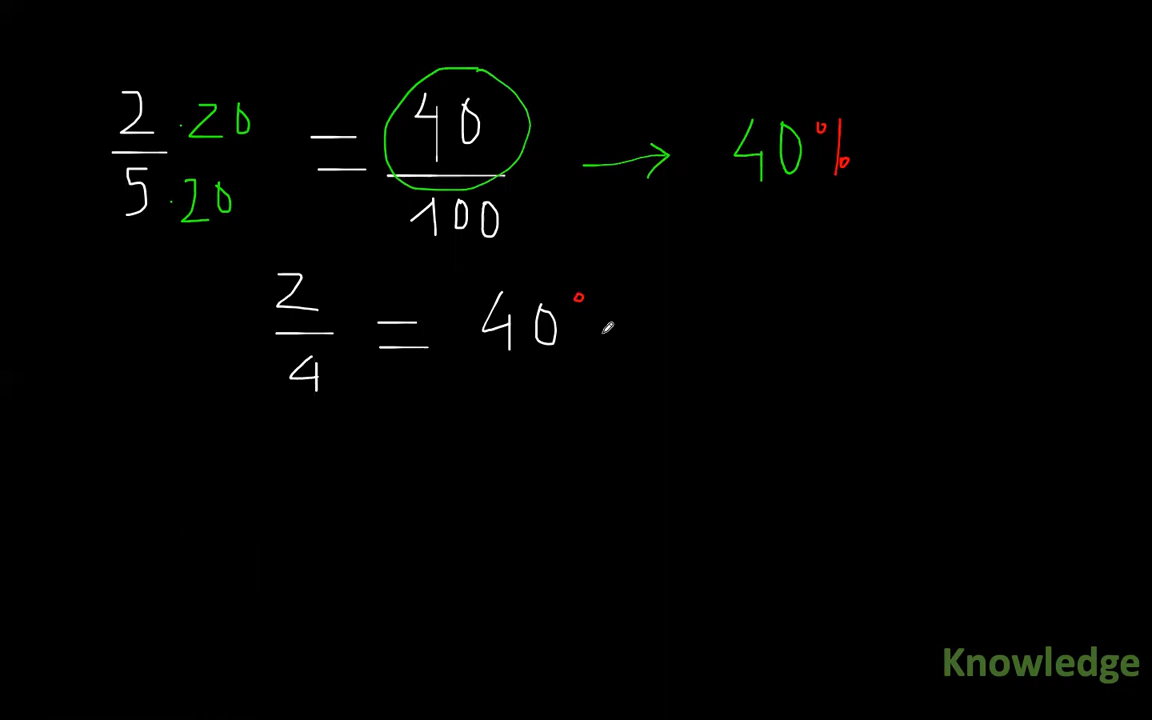 2 · 20 = 40 → 40%
5 · 20   100
2 = 40°
4
Knowledge